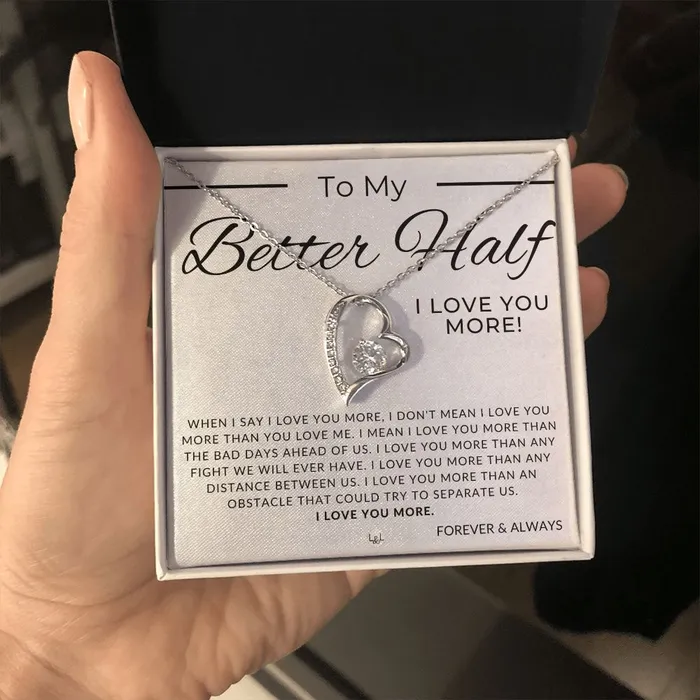 To My
Better Half
I LOVE YOU
MORE!
WHEN I SAY I LOVE YOU MORE, I DON'T MEAN I LOVE YOU
MORE THAN YOU LOVE ME. I MEAN I LOVE YOU MORE THAN
THE BAD DAYS AHEAD OF US. I LOVE YOU MORE THAN ANY
FIGHT WE WILL EVER HAVE. I LOVE YOU MORE THAN ANY
DISTANCE BETWEEN US. I LOVE YOU MORE THAN AN
OBSTACLE THAT COULD TRY TO SEPARATE US.
I LOVE YOU MORE.
FOREVER & ALWAYS
L&L